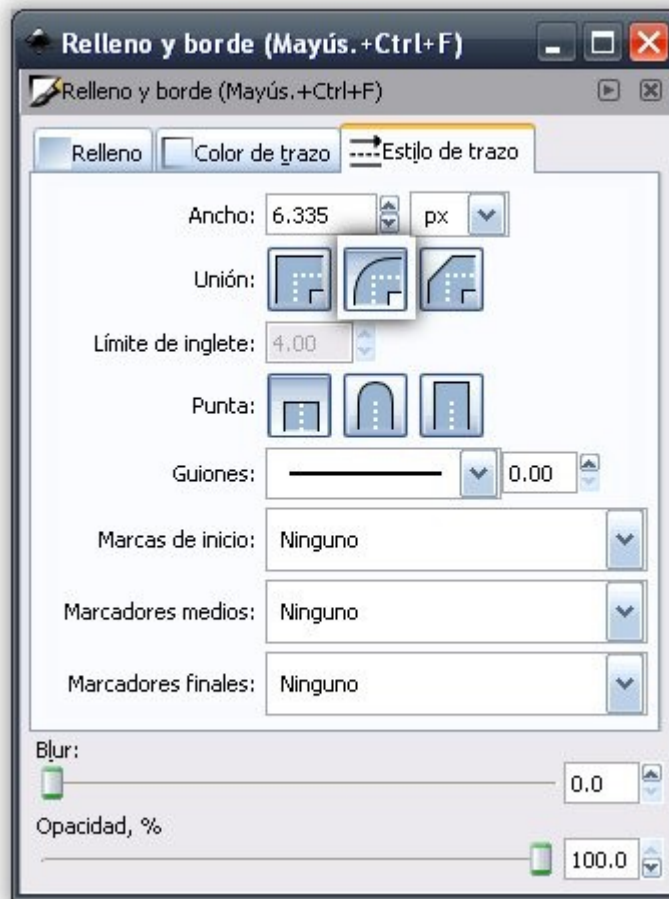 Relleno y borde (Mayús.+Ctrl+F)
Relleno y borde (Mayús.+Ctrl+F)
Relleno Color de trazo Estilo de trazo
Ancho: 6.335 px
Unión:
Límite de inglete: 4.00
Punta:
Guiones: 0.00
Marcas de inicio: Ninguno
Marcadores medios: Ninguno
Marcadores finales: Ninguno
Blur:
0.0
Opacidad, %
100.0